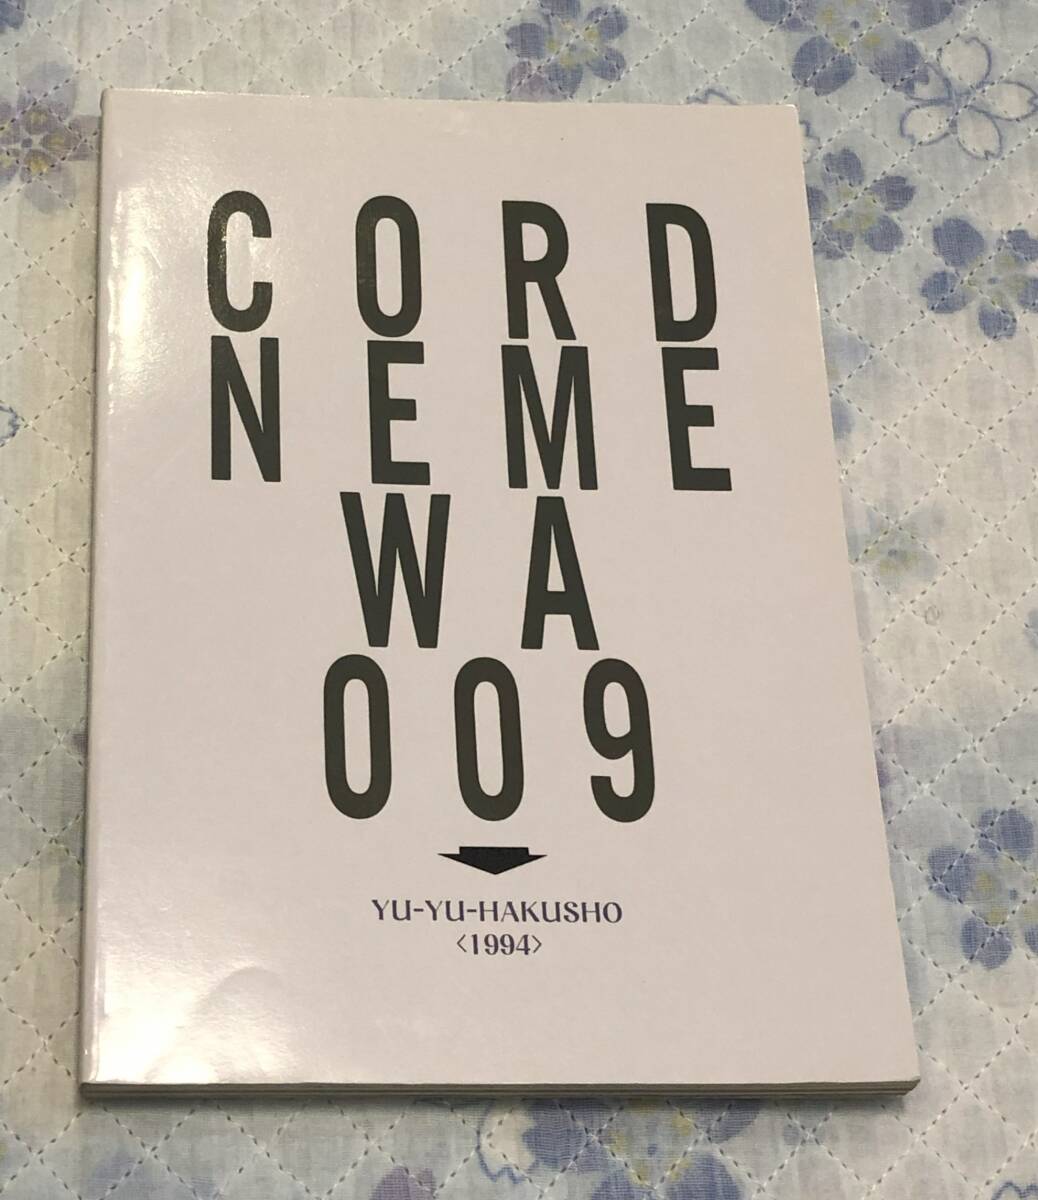 CORD
NEME
WA
009
YU-YU-HAKUSHO
<1994>